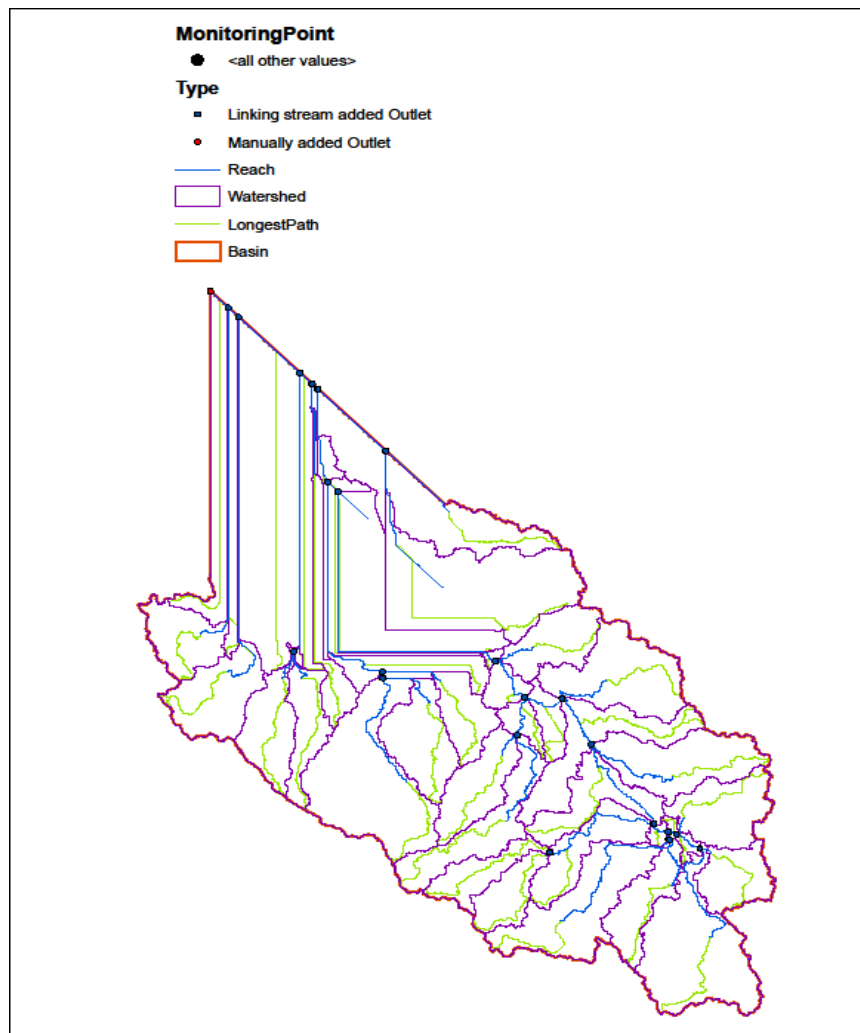 MonitoringPoint
<all other values>
Type
Linking stream added Outlet
Manually added Outlet
Reach
Watershed
LongestPath
Basin